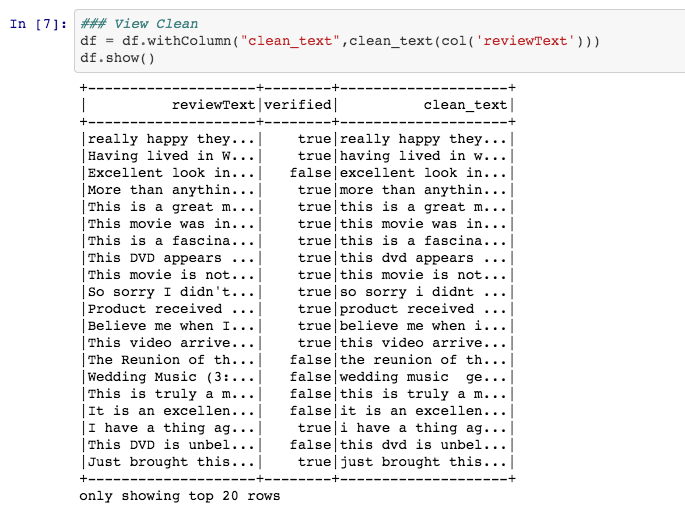 In [7]: ### View Clean
df = df.withColumn("clean_text",clean_text(col('reviewText')))
df.show()
+--------------------+--------+--------------------+
|          reviewText|verified|          clean_text|
+--------------------+--------+--------------------+
|really happy they...|    true|really happy they...|
|Having lived in W...|    true|having lived in w...|
|Excellent look in...|   false|excellent look in...|
|More than anythin...|    true|more than anythin...|
|This is a great m...|    true|this is a great m...|
|This movie was in...|    true|this movie was in...|
|This is a fascina...|    true|this is a fascina...|
|This DVD appears ...|    true|this dvd appears ...|
|This movie is not...|    true|this movie is not...|
|So sorry I didn't...|    true|so sorry i didnt ...|
|Product received ...|    true|product received ...|
|Believe me when I...|    true|believe me when i...|
|This video arrive...|    true|this video arrive...|
|The Reunion of th...|   false|the reunion of th...|
|Wedding Music (3:...|   false|wedding music  ge...|
|This is truly a m...|   false|this is truly a m...|
|It is an excellen...|   false|it is an excellen...|
|I have a thing ag...|    true|i have a thing ag...|
|This DVD is unbel...|   false|this dvd is unbel...|
|Just brought this...|    true|just brought this...|
+--------------------+--------+--------------------+
only showing top 20 rows